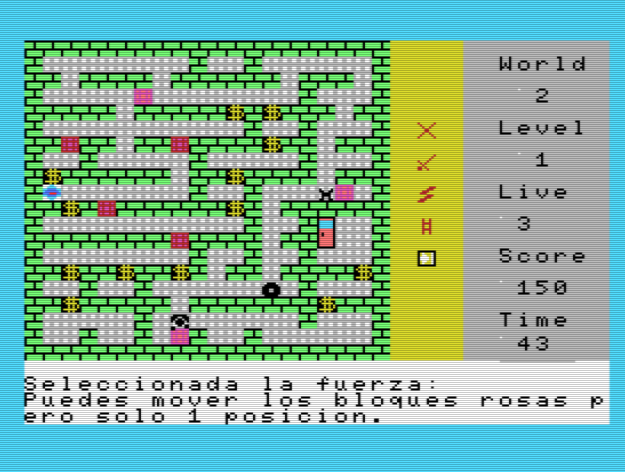 World
2
Level
1
Live
3
Score
150
Time
43
Seleccionada la fuerza:
Puedes mover los bloques rosas p
ero solo 1 posicion.